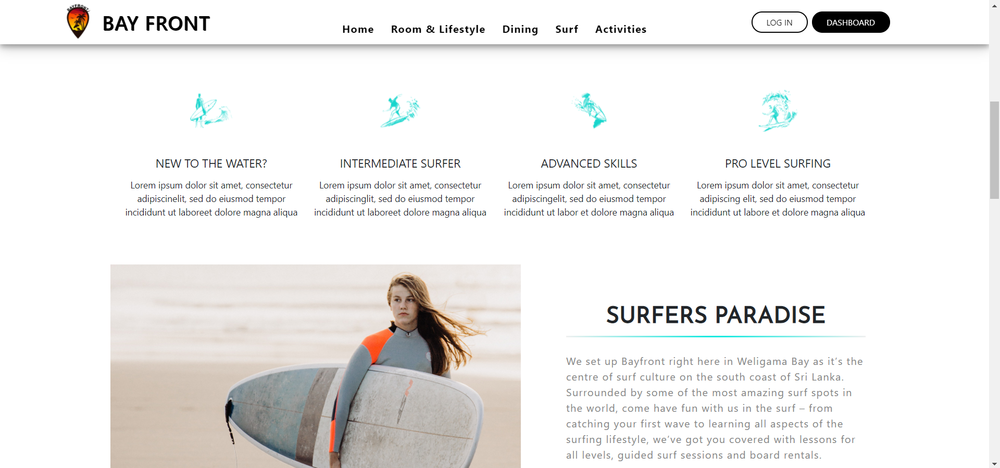 BAYFRONT
BAY FRONT
Home Room & Lifestyle Dining Surf Activities
LOG IN
DASHBOARD
NEW TO THE WATER?
Lorem ipsum dolor sit amet, consectetur
adipiscinelit, sed do eiusmod tempor
incididunt ut laboreet dolore magna aliqua
INTERMEDIATE SURFER
Lorem ipsum dolor sit amet, consectetur
adipiscinglit, sed do eiusmod tempor
incididunt ut laboreet dolore magna aliqua
ADVANCED SKILLS
Lorem ipsum dolor sit amet, consectetur
adipiscingelit, sed do eiusmod tempor
incididunt ut labor et dolore magna aliqua
PRO LEVEL SURFING
Lorem ipsum dolor sit amet, consectetur
adipiscing elit, sed do eiusmod tempor
incididunt ut labore et dolore magna aliqua
SURFERS PARADISE
We set up Bayfront right here in Weligama Bay as it’s the
centre of surf culture on the south coast of Sri Lanka.
Surrounded by some of the most amazing surf spots in
the world, come have fun with us in the surf – from
catching your first wave to learning all aspects of the
surfing lifestyle, we’ve got you covered with lessons for
all levels, guided surf sessions and board rentals.